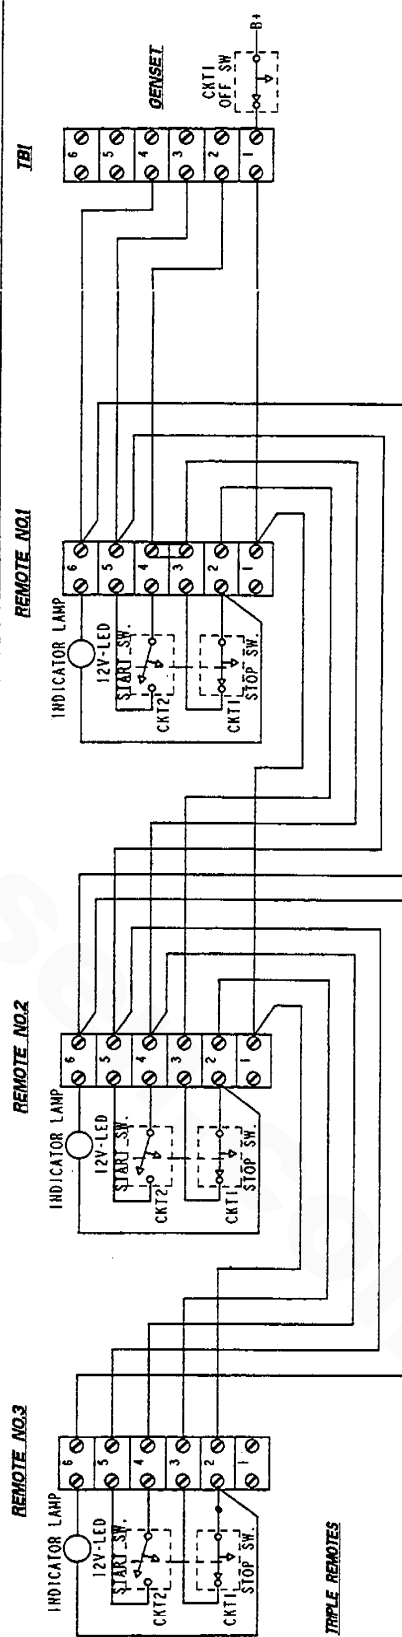 REMOTE NO.3
INDICATOR LAMP
12V-LED
START SW.
CKT2
CKT1
STOP SW.
6
5
4
3
2
1
TRIPLE REMOTES
REMOTE NO.2
INDICATOR LAMP
12V-LED
START SW.
CKT2
CKT1
STOP SW.
6
5
4
3
2
1
REMOTE NO.1
INDICATOR LAMP
12V-LED
START SW.
CKT2
CKT1
STOP SW.
6
5
4
3
2
1
TB1
6
5
4
3
2
1
GENSET
CKT1
OFF SW
B+